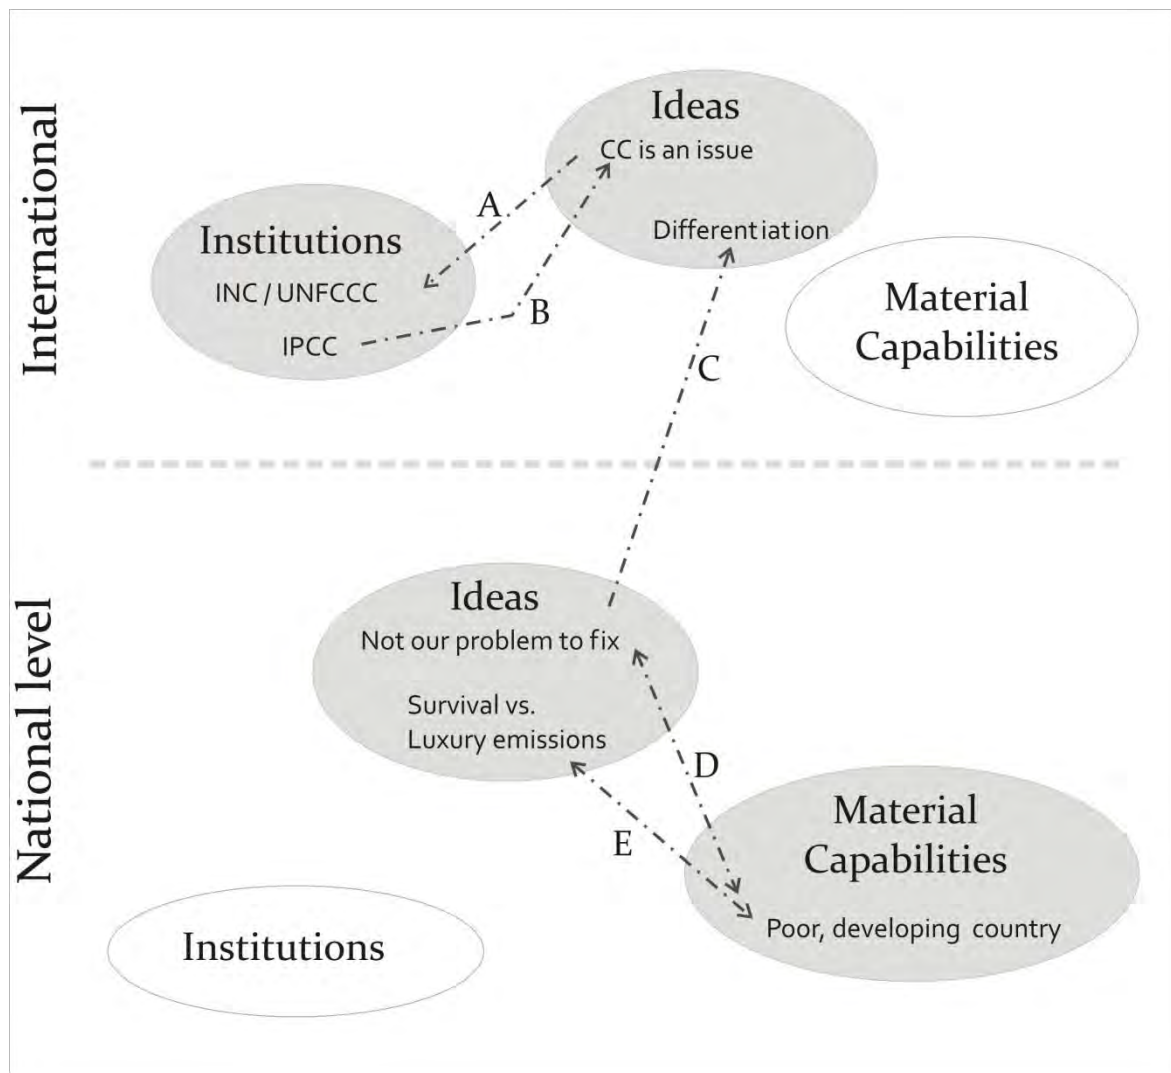 International
Ideas
CC is an issue
Differentiation
A
Institutions
INC / UNFCCC
IPCC
B
Material
Capabilities
C
National level
Ideas
Not our problem to fix
Survival vs.
Luxury emissions
D
E
Material
Capabilities
Poor, developing country
Institutions